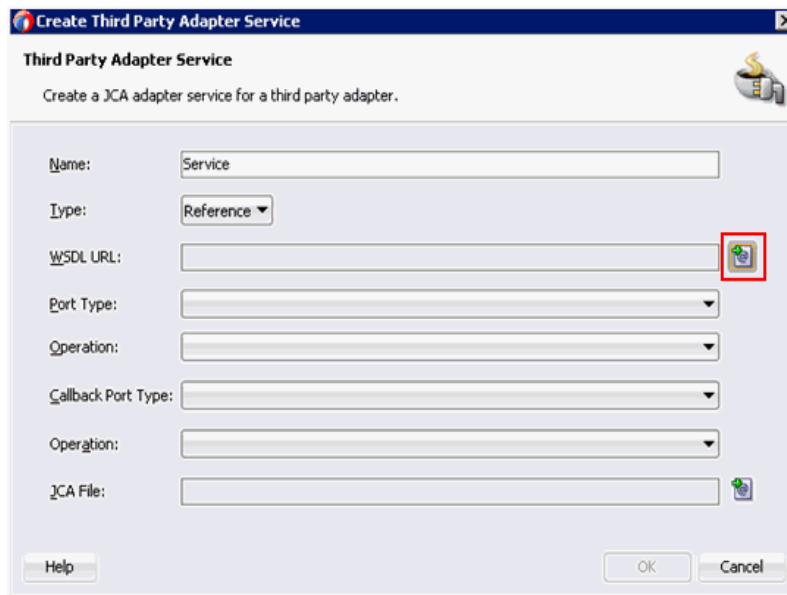 Create Third Party Adapter Service
Third Party Adapter Service
Create a JCA adapter service for a third party adapter.
Name: Service
Type: Reference
WSDL URL:
Port Type:
Operation:
Callback Port Type:
Operation:
JCA File:
Help OK Cancel